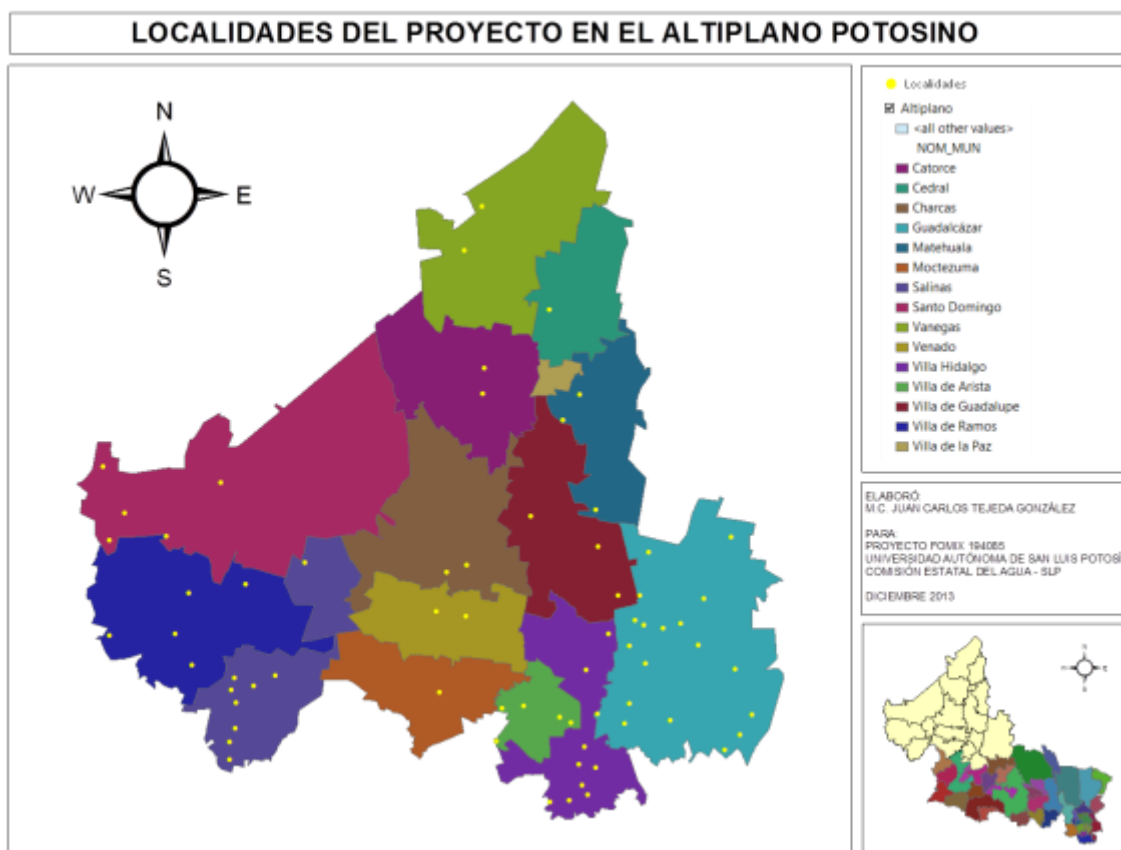 LOCALIDADES DEL PROYECTO EN EL ALTIPLANO POTOSINO
N
W
E
S
Localidades
Altiplano
<all other values>
NOM_MUN
Catorce
Cedral
Charcas
Guadalcázar
Matehuala
Moctezuma
Salinas
Santo Domingo
Vanegas
Venado
Villa Hidalgo
Villa de Arista
Villa de Guadalupe
Villa de Ramos
Villa de la Paz
ELABORÓ:
M.C. JUAN CARLOS TEJEDA GONZÁLEZ
PARA:
PROYECTO FOMIX 194085
UNIVERSIDAD AUTÓNOMA DE SAN LUIS POTOSÍ
COMISIÓN ESTATAL DEL AGUA - SLP
DICIEMBRE 2013